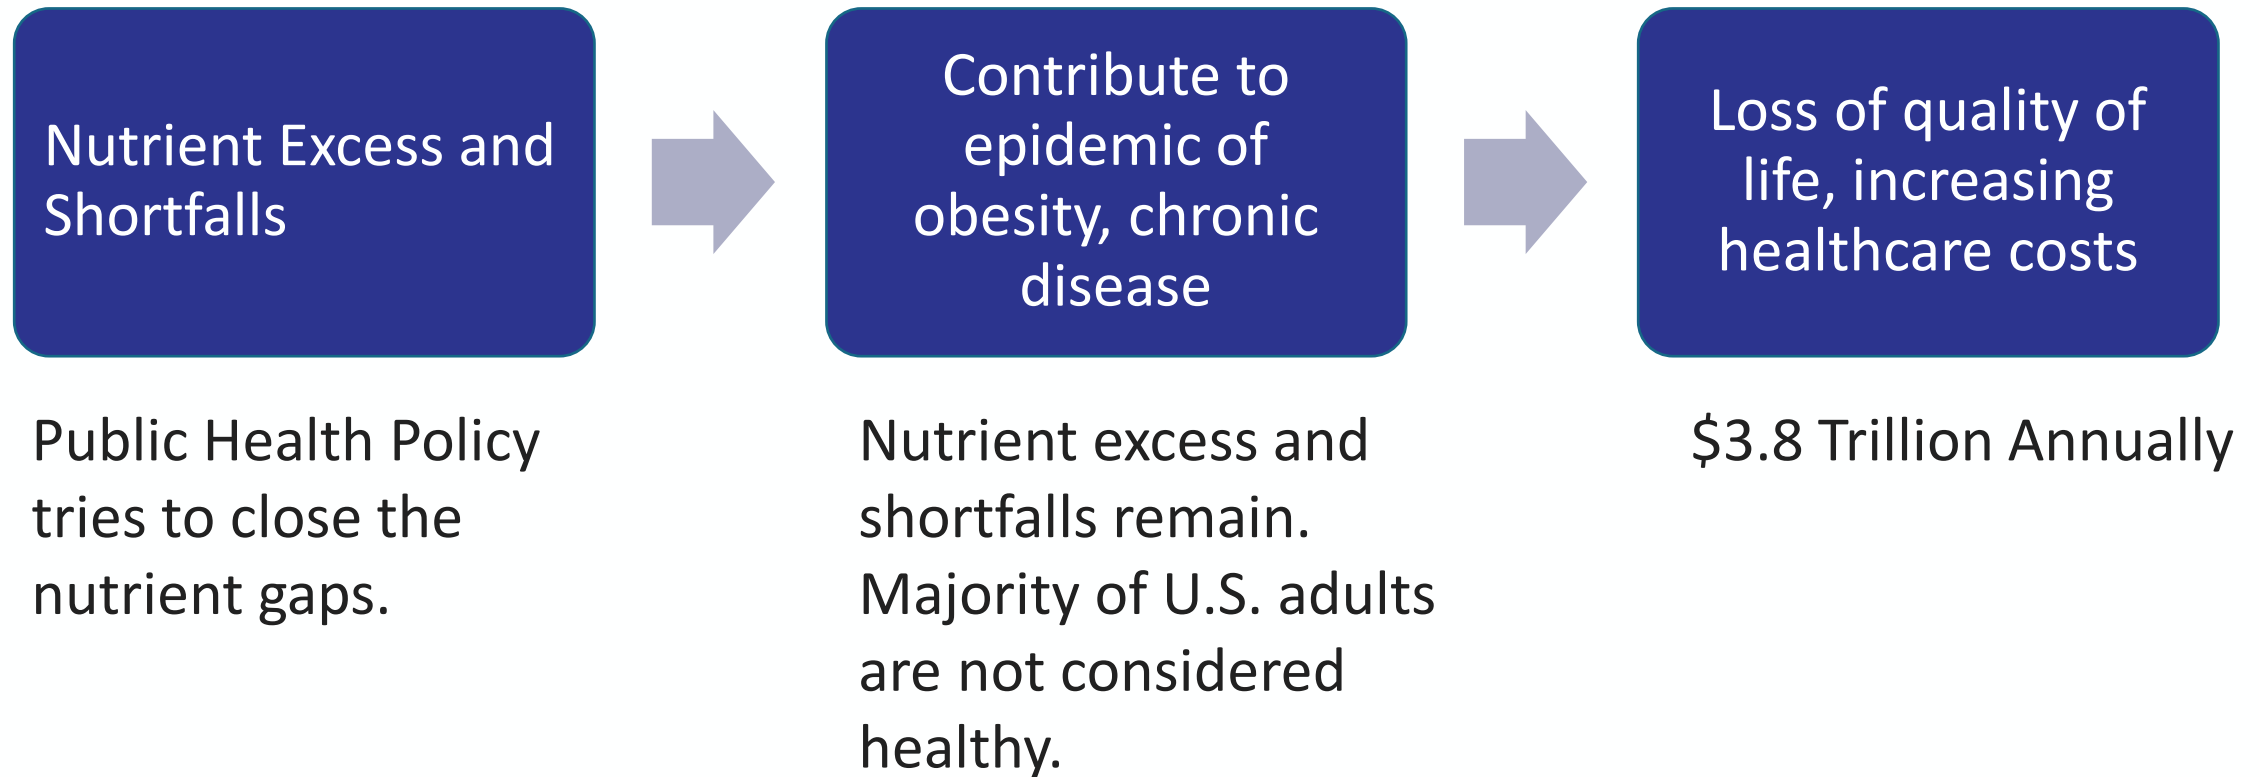 Nutrient Excess and
Shortfalls
Contribute to
epidemic of
obesity, chronic
disease
Loss of quality of
life, increasing
healthcare costs
Public Health Policy
tries to close the
nutrient gaps.
Nutrient excess and
shortfalls remain.
Majority of U.S. adults
are not considered
healthy.
$3.8 Trillion Annually